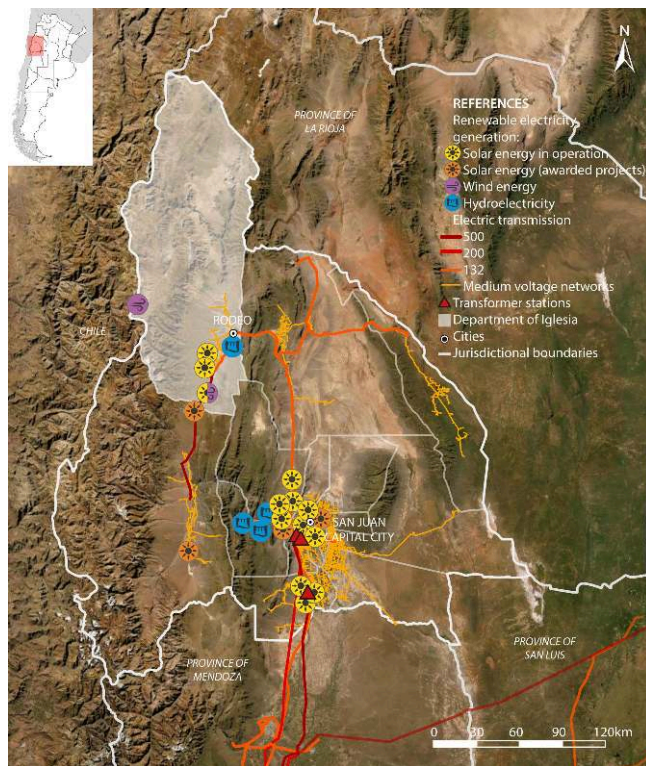 N
PROVINCE OF
LA RIOJA
REFERENCES
Renewable electricity
generation:
Solar energy in operation
Solar energy (awarded projects)
Wind energy
Hydroelectricity
Electric transmission
500
200
132
Medium voltage networks
Transformer stations
Department of Iglesia
Cities
Jurisdictional boundaries
CHILE
RODEO
SAN JUAN
CAPITAL CITY
PROVINCE OF
MENDOZA
PROVINCE OF
SAN LUIS
0 30 60 90 120km